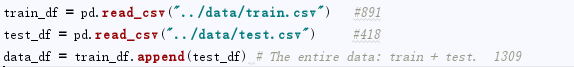 train_df = pd.read_csv("../data/train.csv") #891
test_df = pd.read_csv("../data/test.csv") #418
data_df = train_df.append(test_df) # The entire data: train + test. 1309